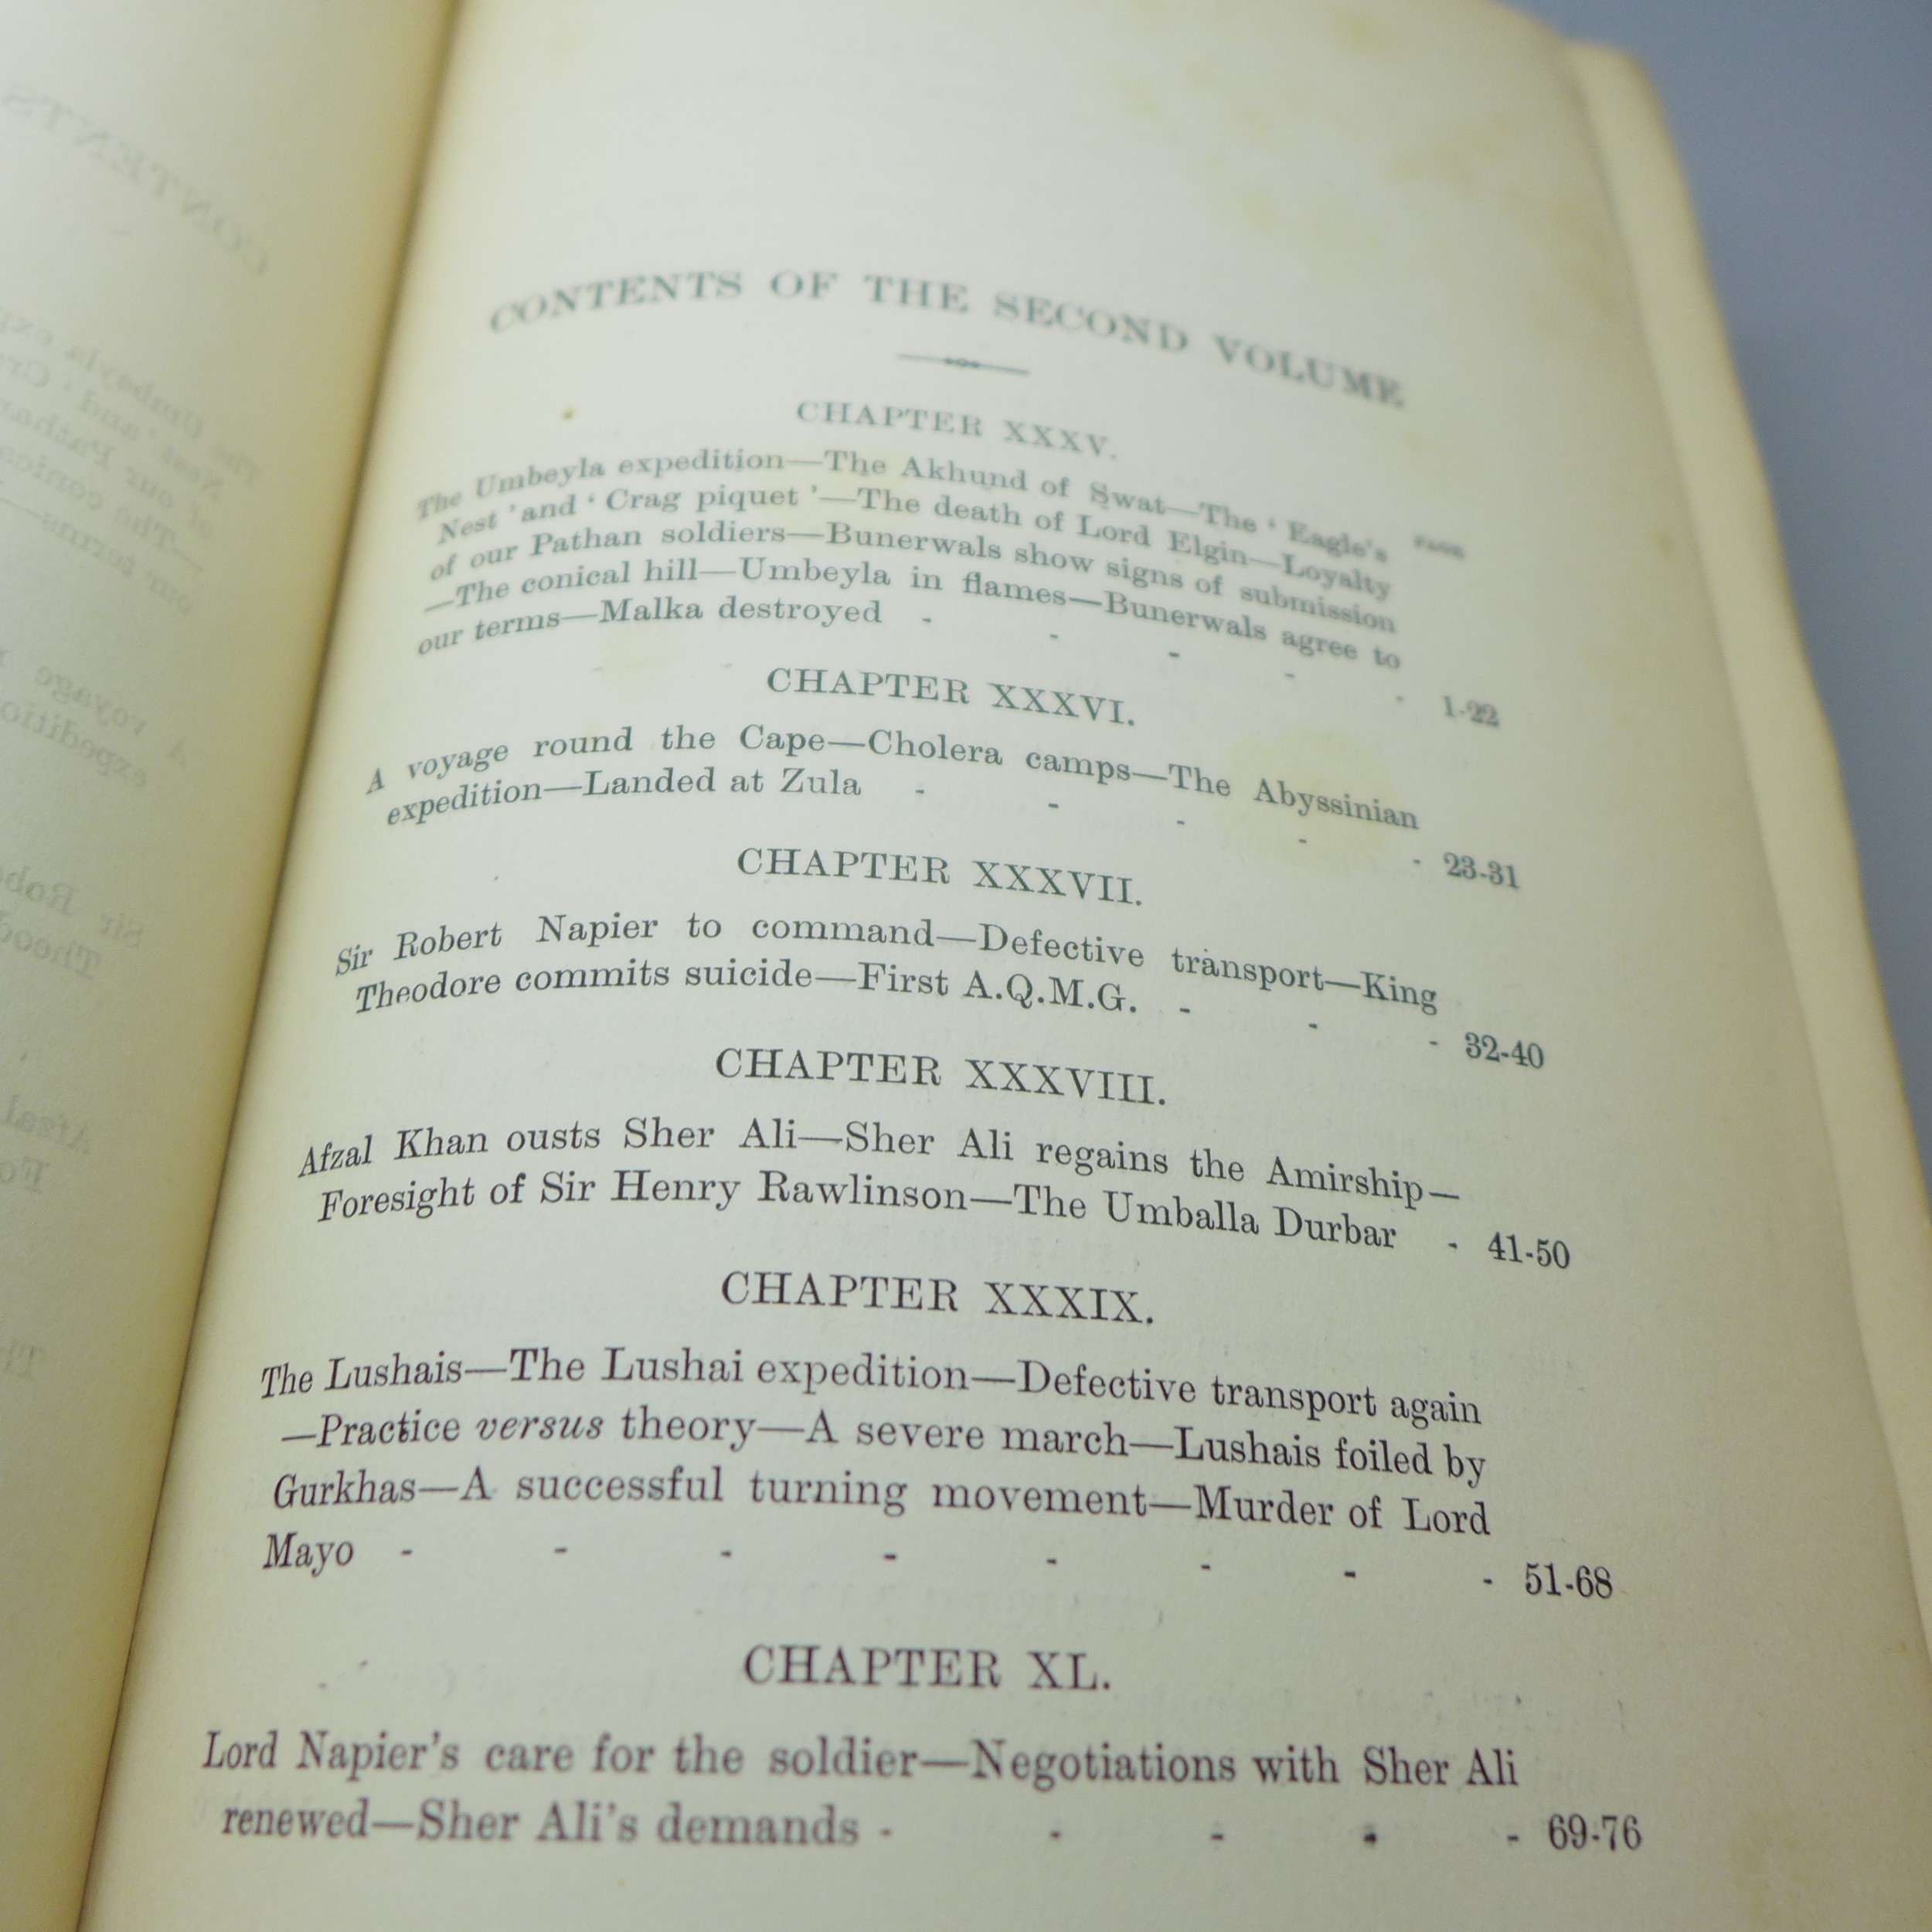 CONTENTS
CONTENTS OF THE SECOND VOLUME
CHAPTER XXXV.
PAGE
The Umbeyla expedition—The Akhund of Swat—The ‘ Eagle's
Nest ’ and ‘ Crag piquet ’—The death of Lord Elgin—Loyalty
of our Pathan soldiers—Bunerwals show signs of submission
—The conical hill—Umbeyla in flames—Bunerwals agree to
our terms—Malka destroyed - - - - - 1-22
CHAPTER XXXVI.
A voyage round the Cape—Cholera camps—The Abyssinian
expedition—Landed at Zula - - - - - 23-31
CHAPTER XXXVII.
Sir Robert Napier to command—Defective transport—King
Theodore commits suicide—First A.Q.M.G. - - - 32-40
CHAPTER XXXVIII.
Afzal Khan ousts Sher Ali—Sher Ali regains the Amirship—
Foresight of Sir Henry Rawlinson—The Umballa Durbar - 41-50
CHAPTER XXXIX.
The Lushais—The Lushai expedition—Defective transport again
—Practice versus theory—A severe march—Lushais foiled by
Gurkhas—A successful turning movement—Murder of Lord
Mayo - - - - - - - - 51-68
CHAPTER XL.
Lord Napier's care for the soldier—Negotiations with Sher Ali
renewed—Sher Ali's demands - - - - - 69-76